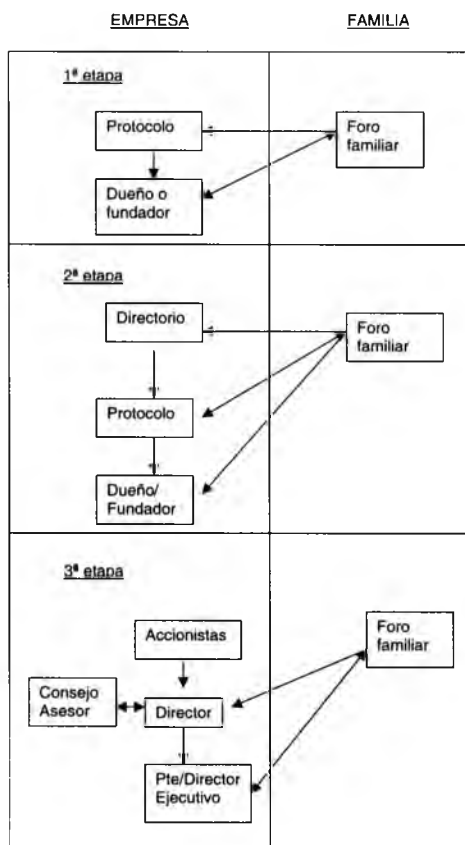 EMPRESA
FAMILIA
1ª etapa
Protocolo
Foro
familiar
Dueño o
fundador
2ª etapa
Directorio
Foro
familiar
Protocolo
Dueño/
Fundador
3ª etapa
Accionistas
Foro
familiar
Consejo
Asesor
Director
Pte/Director
Ejecutivo